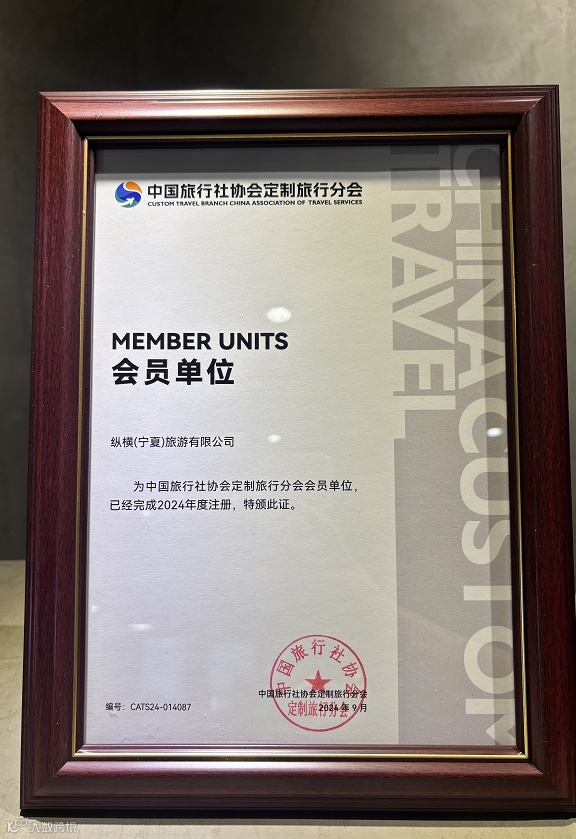 中国旅行社协会定制旅行分会
CUSTOM TRAVEL BRANCH CHINA ASSOCIATION OF TRAVEL SERVICES
CHINA CUSTOM
TRAVEL
MEMBER UNITS
会员单位
纵横(宁夏)旅游有限公司
为中国旅行社协会定制旅行分会会员单位，
已经完成2024年度注册，特颁此证。
中国旅行社协会
定制旅行分会
中国旅行社协会定制旅行分会
2024年9月
编号：CATS24-014087
大数跨境